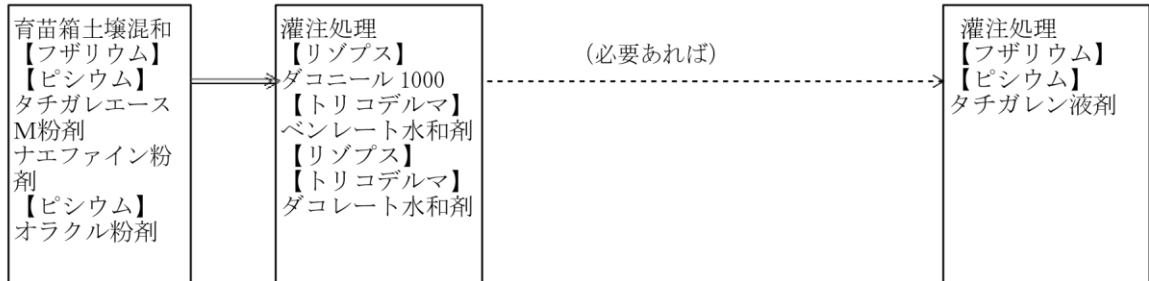 育苗箱土壌混和
【フザリウム】
【ピシウム】
タチガレエース
M粉剤
ナエファイン粉
剤
【ピシウム】
オラクル粉剤
灌注処理
【リゾプス】
ダコニール 1000
【トリコデルマ】
ベンレート水和剤
【リゾプス】
【トリコデルマ】
ダコレート水和剤
（必要あれば）
灌注処理
【フザリウム】
【ピシウム】
タチガレン液剤